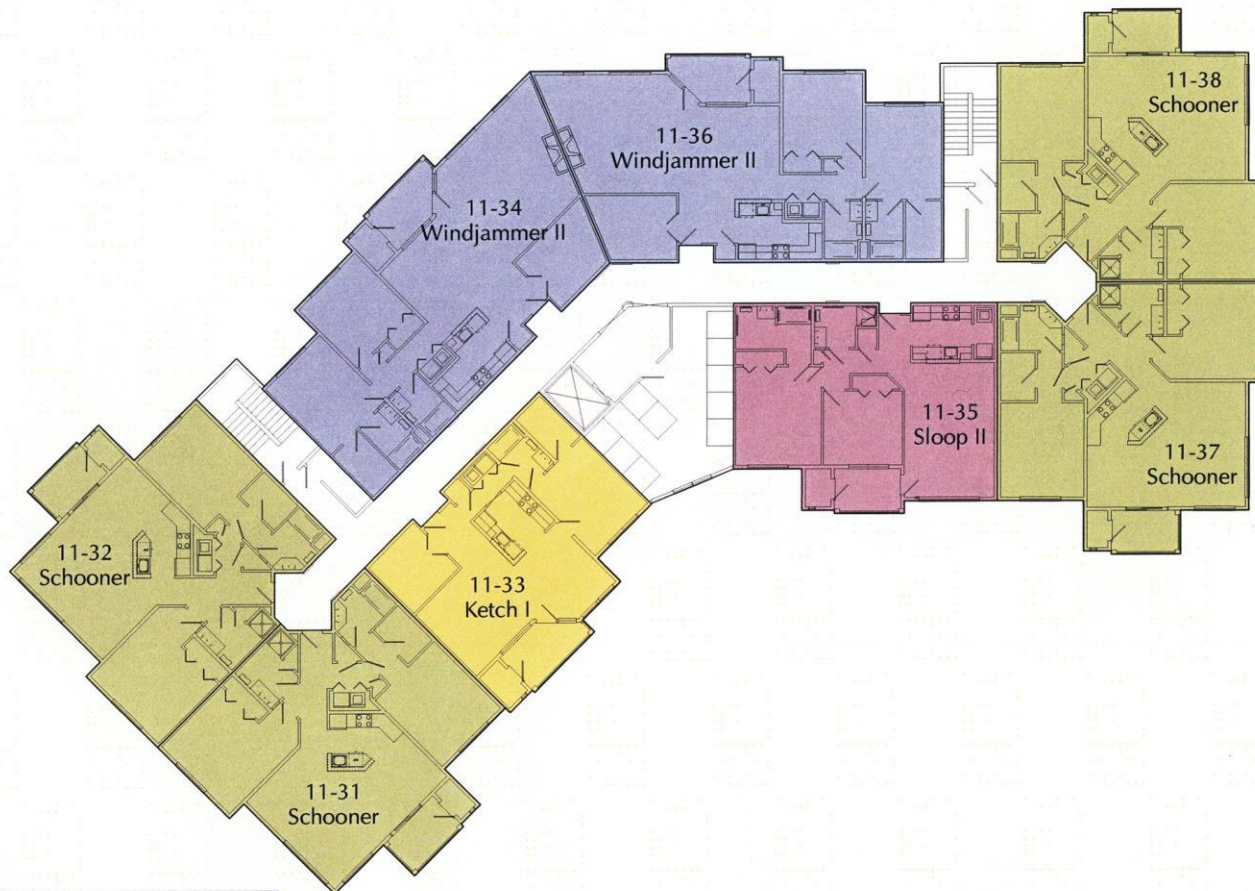 11-38
Schooner
11-36
Windjammer II
11-34
Windjammer II
11-35
Sloop II
11-37
Schooner
11-32
Schooner
11-33
Ketch I
11-31
Schooner